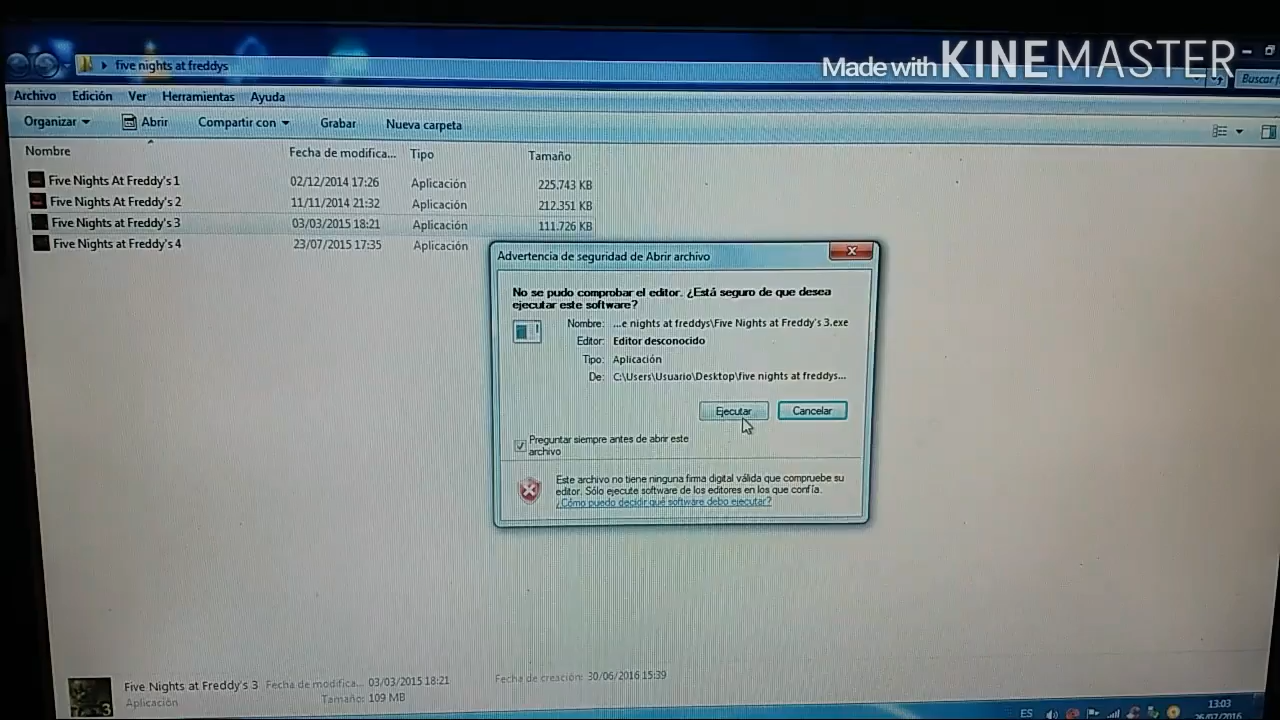 Made with KINEMASTER
five nights at freddys
Buscar f
Archivo Edición Ver Herramientas Ayuda
Organizar Abrir Compartir con Grabar Nueva carpeta
Nombre Fecha de modifica... Tipo Tamaño
Five Nights At Freddy's 1 02/12/2014 17:26 Aplicación 225.743 KB
Five Nights At Freddy's 2 11/11/2014 21:32 Aplicación 212.351 KB
Five Nights at Freddy's 3 03/03/2015 18:21 Aplicación 111.726 KB
Five Nights at Freddy's 4 23/07/2015 17:35 Aplicación
Advertencia de seguridad de Abrir archivo
No se pudo comprobar el editor. ¿Está seguro de que desea
ejecutar este software?
Nombre: ...e nights at freddys\Five Nights at Freddy's 3.exe
Editor: Editor desconocido
Tipo: Aplicación
De: C:\Users\Usuario\Desktop\five nights at freddys...
Ejecutar Cancelar
Preguntar siempre antes de abrir este
archivo
Este archivo no tiene ninguna firma digital válida que compruebe su
editor. Sólo ejecute software de los editores en los que confía.
¿Cómo puedo decidir qué software debo ejecutar?
Five Nights at Freddy's 3 Fecha de modifica... 03/03/2015 18:21 Fecha de creación: 30/06/2016 15:39
Aplicación Tamaño: 109 MB
3
ES 13:03
26/07/2016